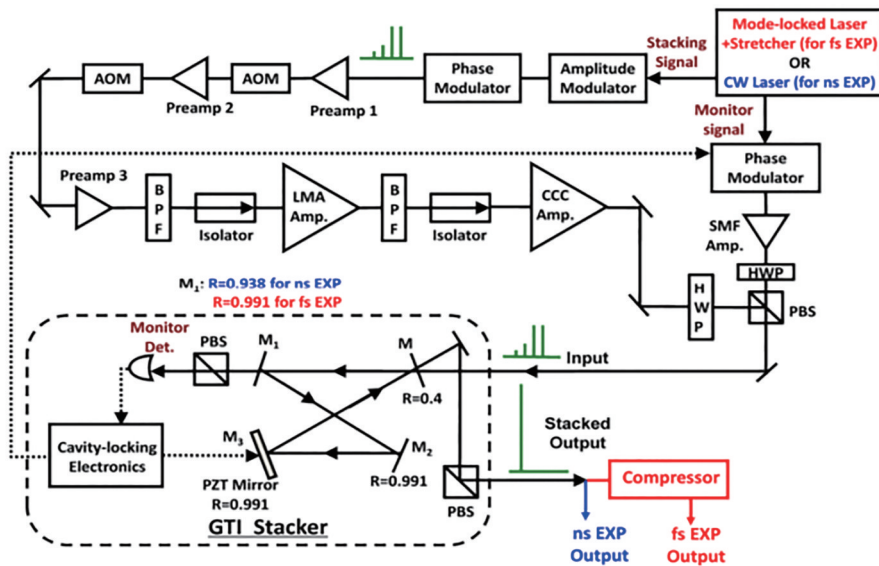 Mode-locked Laser
+Stretcher (for fs EXP)
OR
CW Laser (for ns EXP)
Stacking
Signal
Amplitude
Modulator
Phase
Modulator
Preamp 1
AOM
Preamp 2
AOM
Monitor
signal
Phase
Modulator
SMF
Amp.
HWP
PBS
Preamp 3
BPF
Isolator
LMA
Amp.
BPF
Isolator
CCC
Amp.
HWP
M1: R=0.938 for ns EXP
R=0.991 for fs EXP
Monitor
Det.
PBS
M1
M
R=0.4
Input
Cavity-locking
Electronics
M3
PZT Mirror
R=0.991
M2
R=0.991
GTI Stacker
PBS
Stacked
Output
Compressor
ns EXP
Output
fs EXP
Output